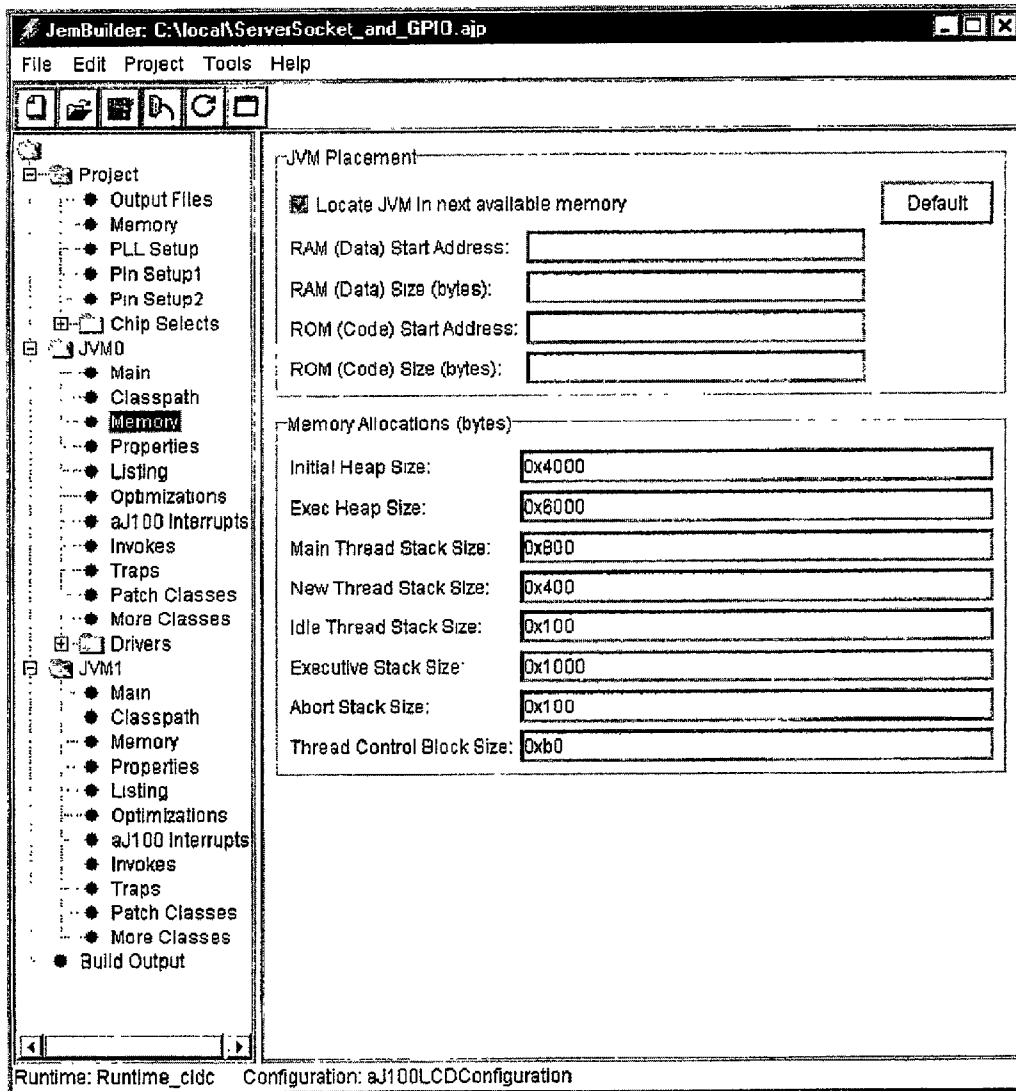 JemBuilder: C:\local\ServerSocket_and_GPIO.ajp
File Edit Project Tools Help
Project
Output Files
Memory
PLL Setup
Pin Setup1
Pin Setup2
Chip Selects
JVM0
Main
Classpath
Memory
Properties
Listing
Optimizations
aJ100 Interrupts
Invokes
Traps
Patch Classes
More Classes
Drivers
JVM1
Main
Classpath
Memory
Properties
Listing
Optimizations
aJ100 Interrupts
Invokes
Traps
Patch Classes
More Classes
Build Output
JVM Placement
Locate JVM in next available memory
Default
RAM (Data) Start Address:
RAM (Data) Size (bytes):
ROM (Code) Start Address:
ROM (Code) Size (bytes):
Memory Allocations (bytes)
Initial Heap Size: 0x4000
Exec Heap Size: 0x6000
Main Thread Stack Size: 0x800
New Thread Stack Size: 0x400
Idle Thread Stack Size: 0x100
Executive Stack Size: 0x1000
Abort Stack Size: 0x100
Thread Control Block Size: 0xb0
Runtime: Runtime_cldc Configuration: aJ100LCDConfiguration